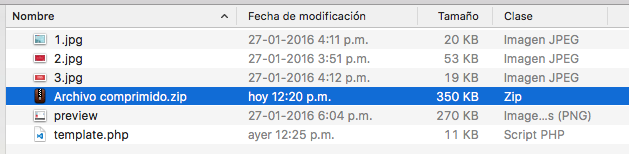 Nombre Fecha de modificación Tamaño Clase
1.jpg 27-01-2016 4:11 p.m. 20 KB Imagen JPEG
2.jpg 27-01-2016 3:51 p.m. 53 KB Imagen JPEG
3.jpg 27-01-2016 4:12 p.m. 19 KB Imagen JPEG
Archivo comprimido.zip hoy 12:20 p.m. 350 KB Zip
preview 27-01-2016 6:04 p.m. 270 KB Image...s (PNG)
template.php ayer 12:25 p.m. 11 KB Script PHP